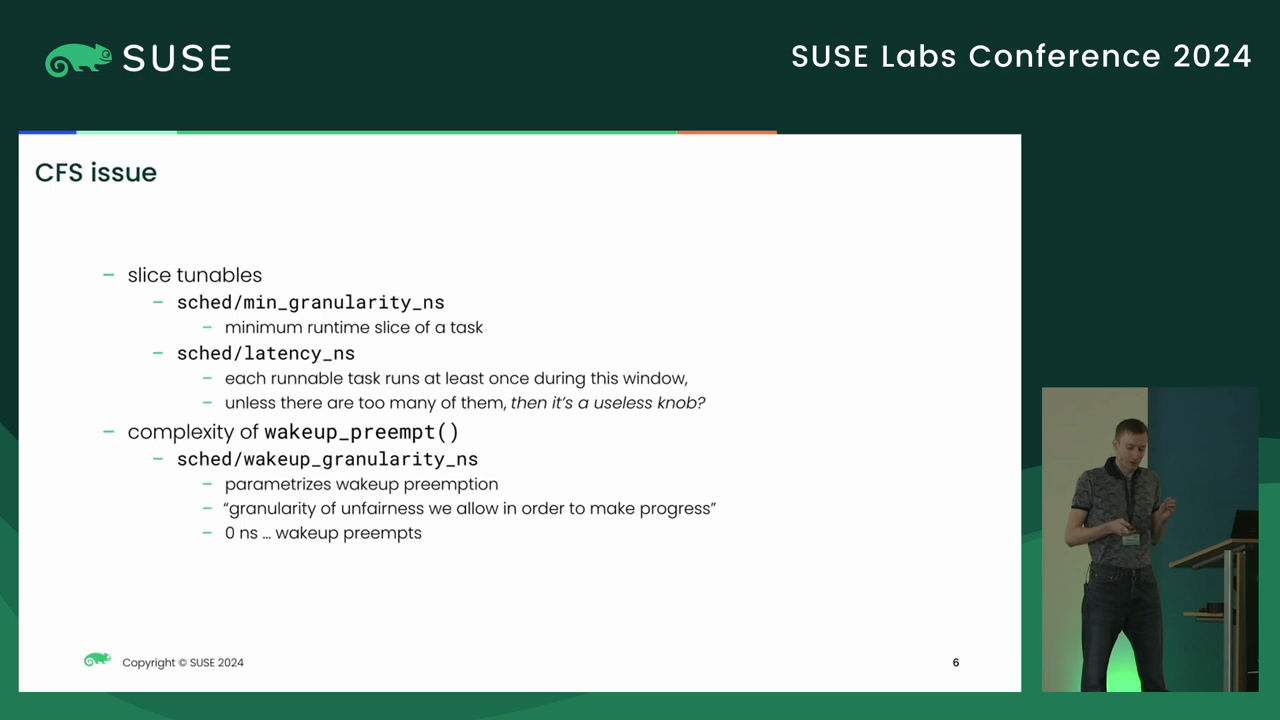 SUSE
SUSE Labs Conference 2024
CFS issue
– slice tunables
– sched/min_granularity_ns
– minimum runtime slice of a task
– sched/latency_ns
– each runnable task runs at least once during this window,
– unless there are too many of them, then it’s a useless knob?
– complexity of wakeup_preempt()
– sched/wakeup_granularity_ns
– parametrizes wakeup preemption
– “granularity of unfairness we allow in order to make progress”
– 0 ns … wakeup preempts
Copyright © SUSE 2024
6